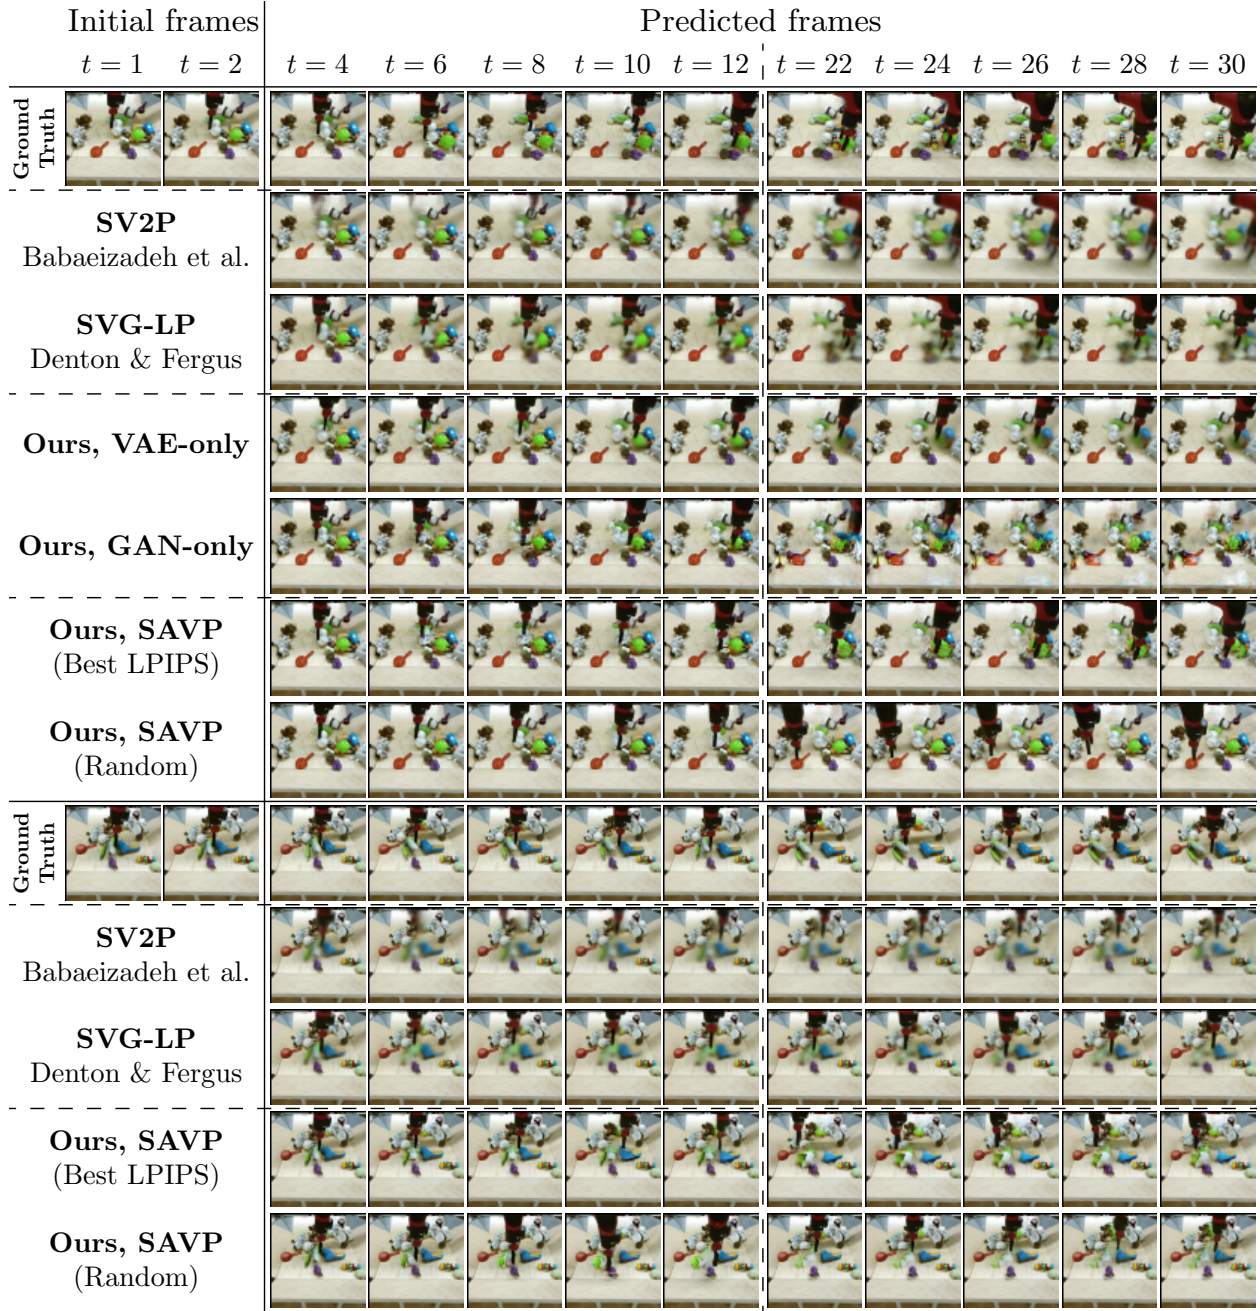 Initial frames
Predicted frames
t = 1 t = 2 t = 4 t = 6 t = 8 t = 10 t = 12 t = 22 t = 24 t = 26 t = 28 t = 30
Ground
Truth
SV2P
Babaeizadeh et al.
SVG-LP
Denton & Fergus
Ours, VAE-only
Ours, GAN-only
Ours, SAVP
(Best LPIPS)
Ours, SAVP
(Random)
Ground
Truth
SV2P
Babaeizadeh et al.
SVG-LP
Denton & Fergus
Ours, SAVP
(Best LPIPS)
Ours, SAVP
(Random)